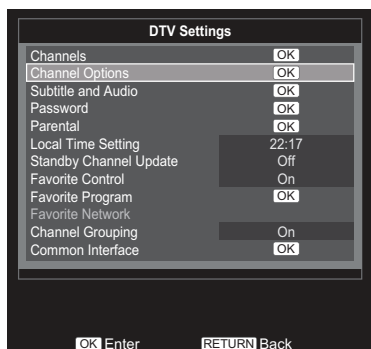 DTV Settings
Channels OK
Channel Options OK
Subtitle and Audio OK
Password OK
Parental OK
Local Time Setting 22:17
Standby Channel Update Off
Favorite Control On
Favorite Program OK
Favorite Network
Channel Grouping On
Common Interface OK
OK Enter RETURN Back